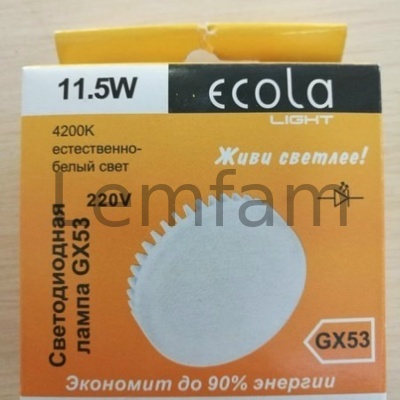 11.5W
ecola
LIGHT
4200K
естественно-
белый свет
Живи светлее!
220V
Lemfam
Светодиодная
лампа GX53
GX53
Экономит до 90% энергии